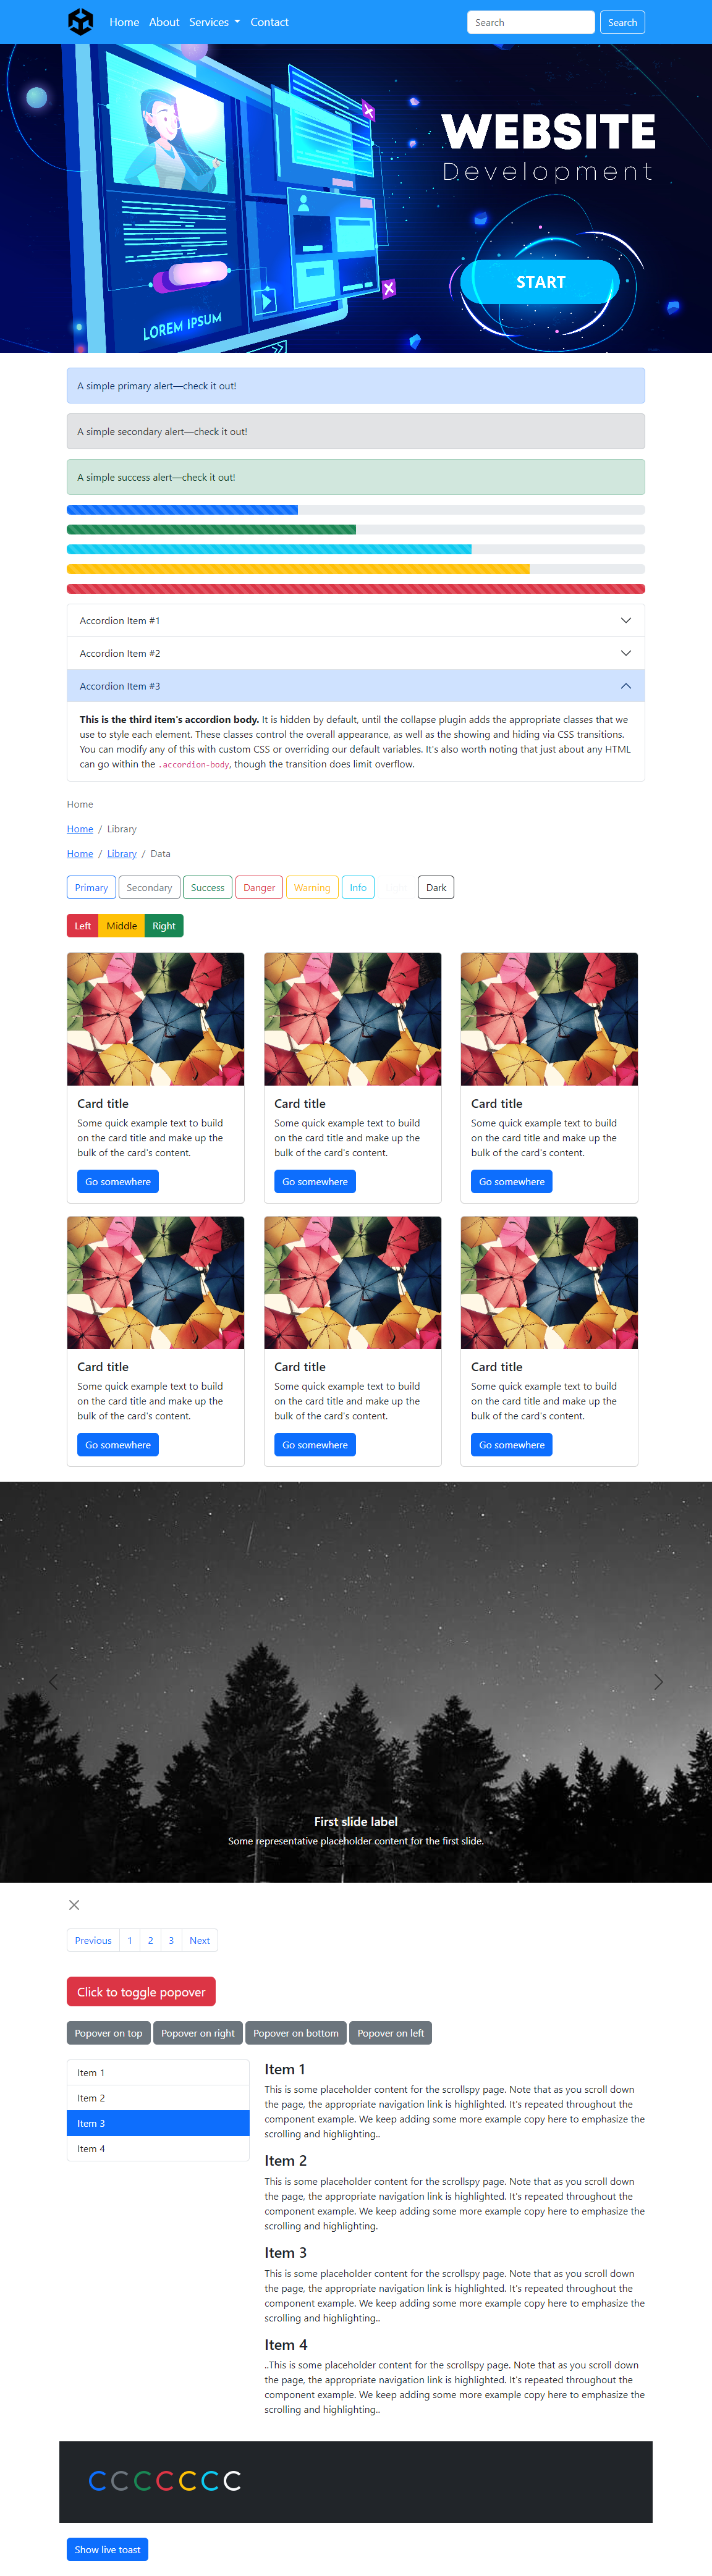 Home About Services Contact Search Search
WEBSITE
Development
START
LOREM IPSUM
A simple primary alert—check it out!
A simple secondary alert—check it out!
A simple success alert—check it out!
Accordion Item #1
Accordion Item #2
Accordion Item #3
This is the third item's accordion body. It is hidden by default, until the collapse plugin adds the appropriate classes that we
use to style each element. These classes control the overall appearance, as well as the showing and hiding via CSS transitions.
You can modify any of this with custom CSS or overriding our default variables. It's also worth noting that just about any HTML
can go within the .accordion-body, though the transition does limit overflow.
Home
Home / Library
Home / Library / Data
Primary Secondary Success Danger Warning Info Dark
Left Middle Right
Card title
Some quick example text to build
on the card title and make up the
bulk of the card's content.
Go somewhere
Card title
Some quick example text to build
on the card title and make up the
bulk of the card's content.
Go somewhere
Card title
Some quick example text to build
on the card title and make up the
bulk of the card's content.
Go somewhere
Card title
Some quick example text to build
on the card title and make up the
bulk of the card's content.
Go somewhere
Card title
Some quick example text to build
on the card title and make up the
bulk of the card's content.
Go somewhere
Card title
Some quick example text to build
on the card title and make up the
bulk of the card's content.
Go somewhere
First slide label
Some representative placeholder content for the first slide.
Previous 1 2 3 Next
Click to toggle popover
Popover on top Popover on right Popover on bottom Popover on left
Item 1
Item 2
Item 3
Item 4
Item 1
This is some placeholder content for the scrollspy page. Note that as you scroll down
the page, the appropriate navigation link is highlighted. It's repeated throughout the
component example. We keep adding some more example copy here to emphasize the
scrolling and highlighting..
Item 2
This is some placeholder content for the scrollspy page. Note that as you scroll down
the page, the appropriate navigation link is highlighted. It's repeated throughout the
component example. We keep adding some more example copy here to emphasize the
scrolling and highlighting.
Item 3
This is some placeholder content for the scrollspy page. Note that as you scroll down
the page, the appropriate navigation link is highlighted. It's repeated throughout the
component example. We keep adding some more example copy here to emphasize the
scrolling and highlighting..
Item 4
..This is some placeholder content for the scrollspy page. Note that as you scroll down
the page, the appropriate navigation link is highlighted. It's repeated throughout the
component example. We keep adding some more example copy here to emphasize the
scrolling and highlighting..
Show live toast